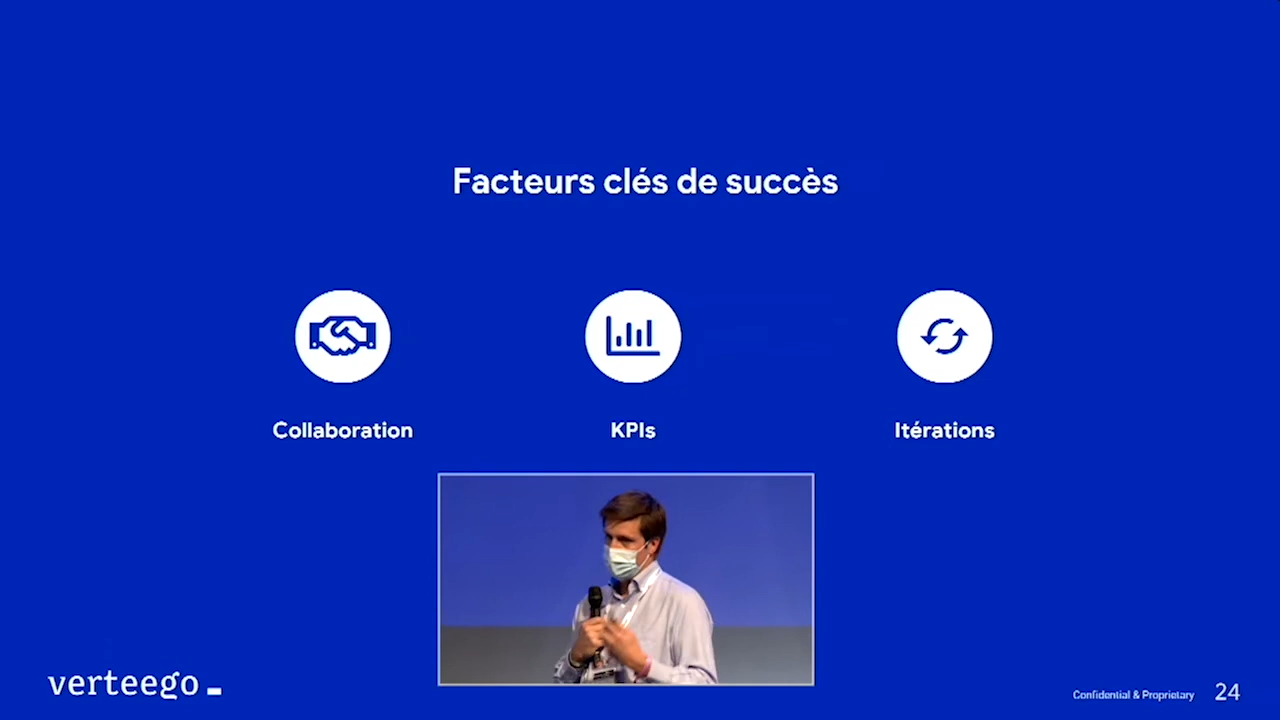 Facteurs clés de succès
Collaboration
KPIs
Itérations
verteego
Confidential & Proprietary
24